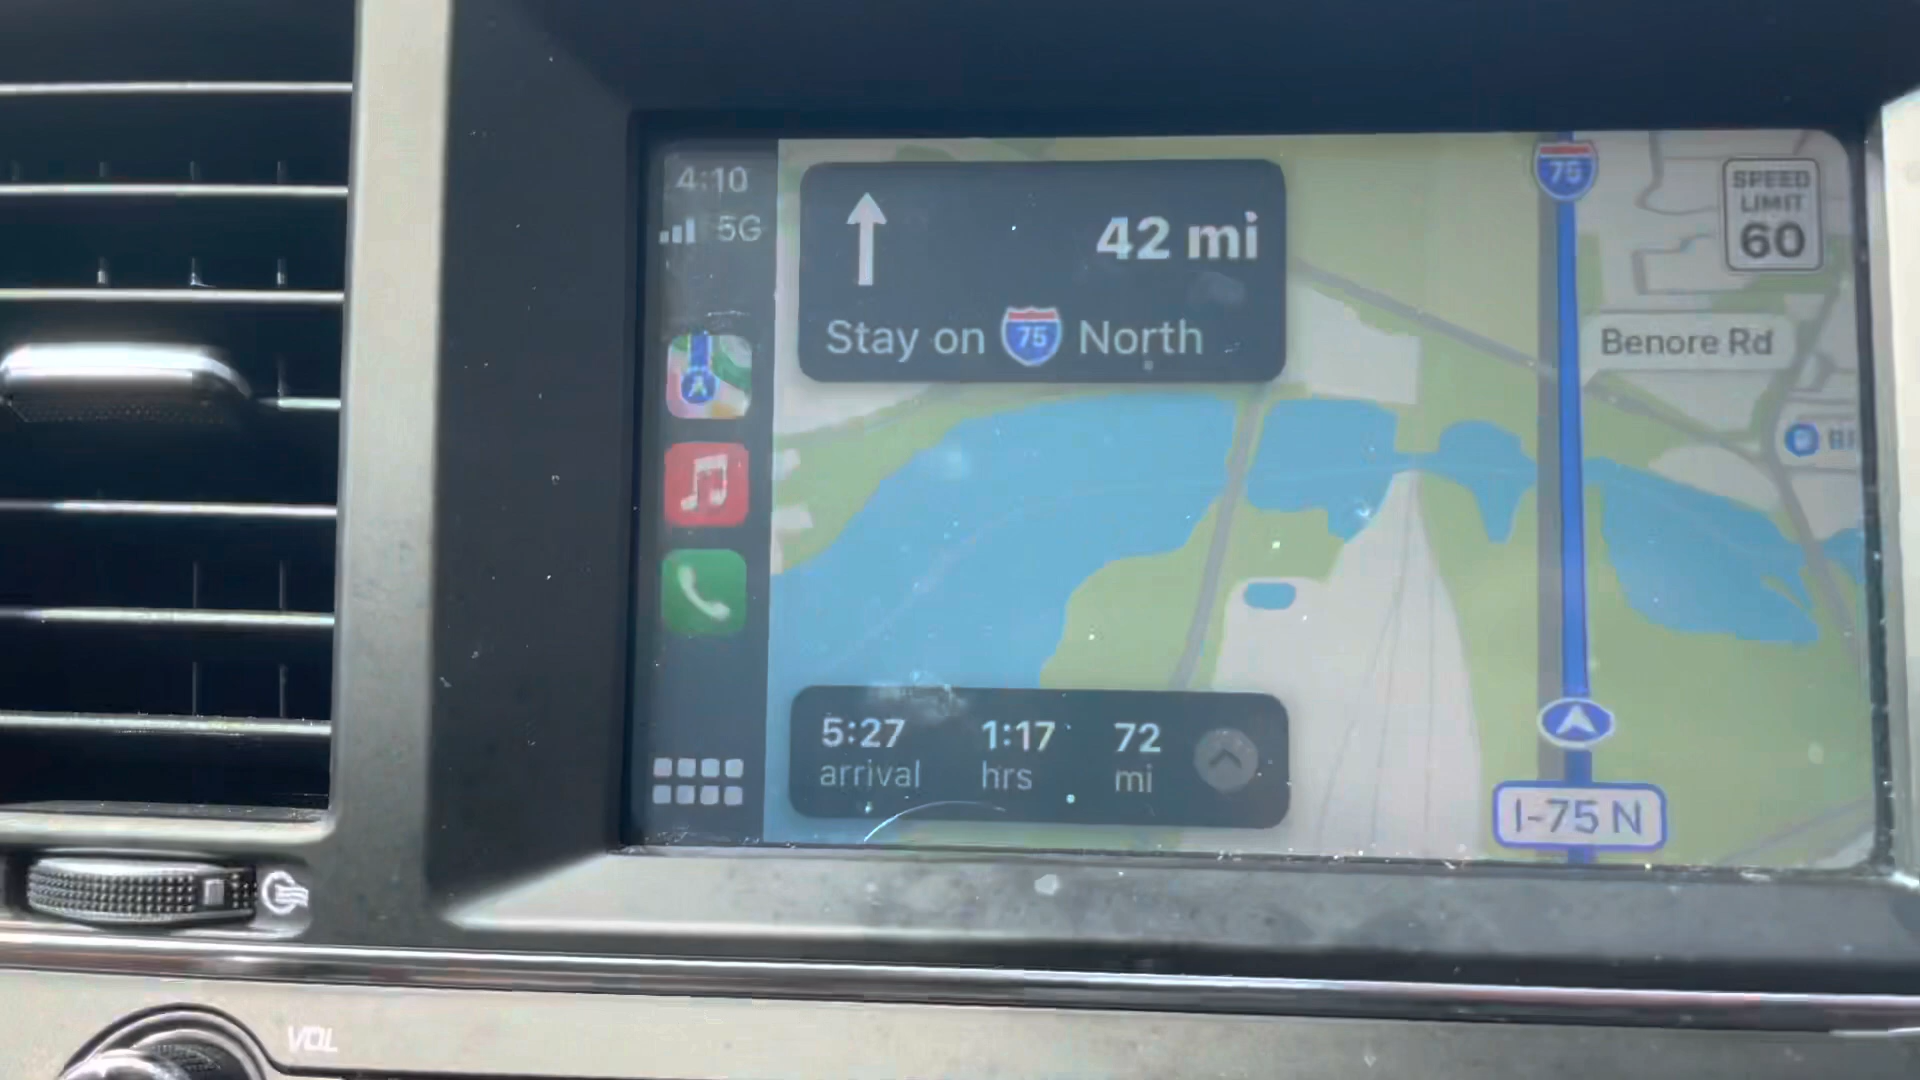 4:10
5G
42 mi
Stay on 75 North
75
SPEED
LIMIT
60
Benore Rd
5:27
arrival
1:17
hrs
72
mi
I-75 N
VOL